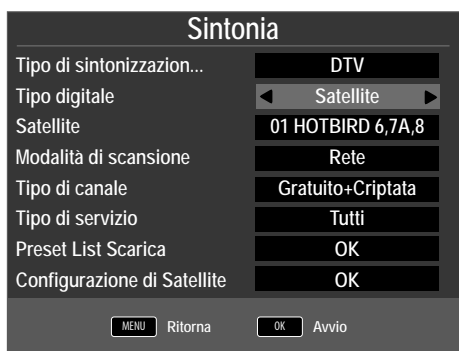 Sintonia
Tipo di sintonizzazion... DTV
Tipo digitale Satellite
Satellite 01 HOTBIRD 6,7A,8
Modalità di scansione Rete
Tipo di canale Gratuito+Criptata
Tipo di servizio Tutti
Preset List Scarica OK
Configurazione di Satellite OK
MENU Ritorna OK Avvio